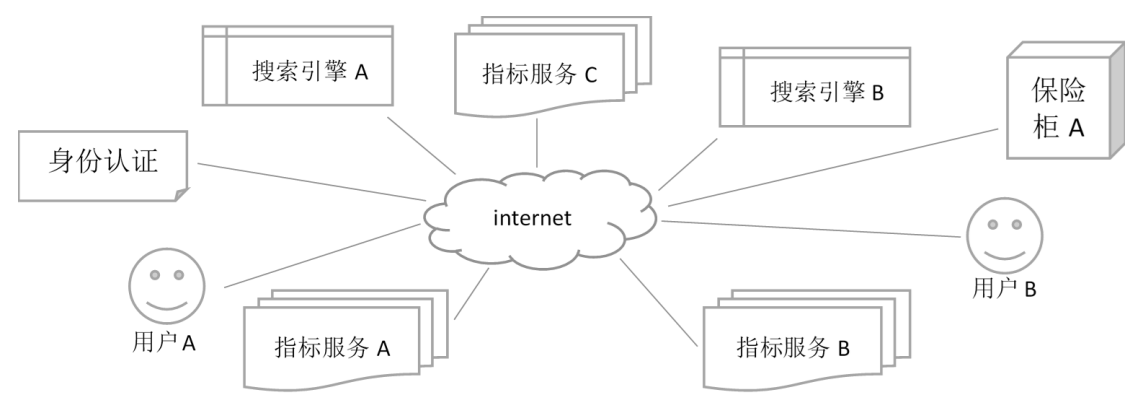 搜索引擎 A
指标服务 C
搜索引擎 B
保险
柜 A
身份认证
internet
用户 A
用户 B
指标服务 A
指标服务 B